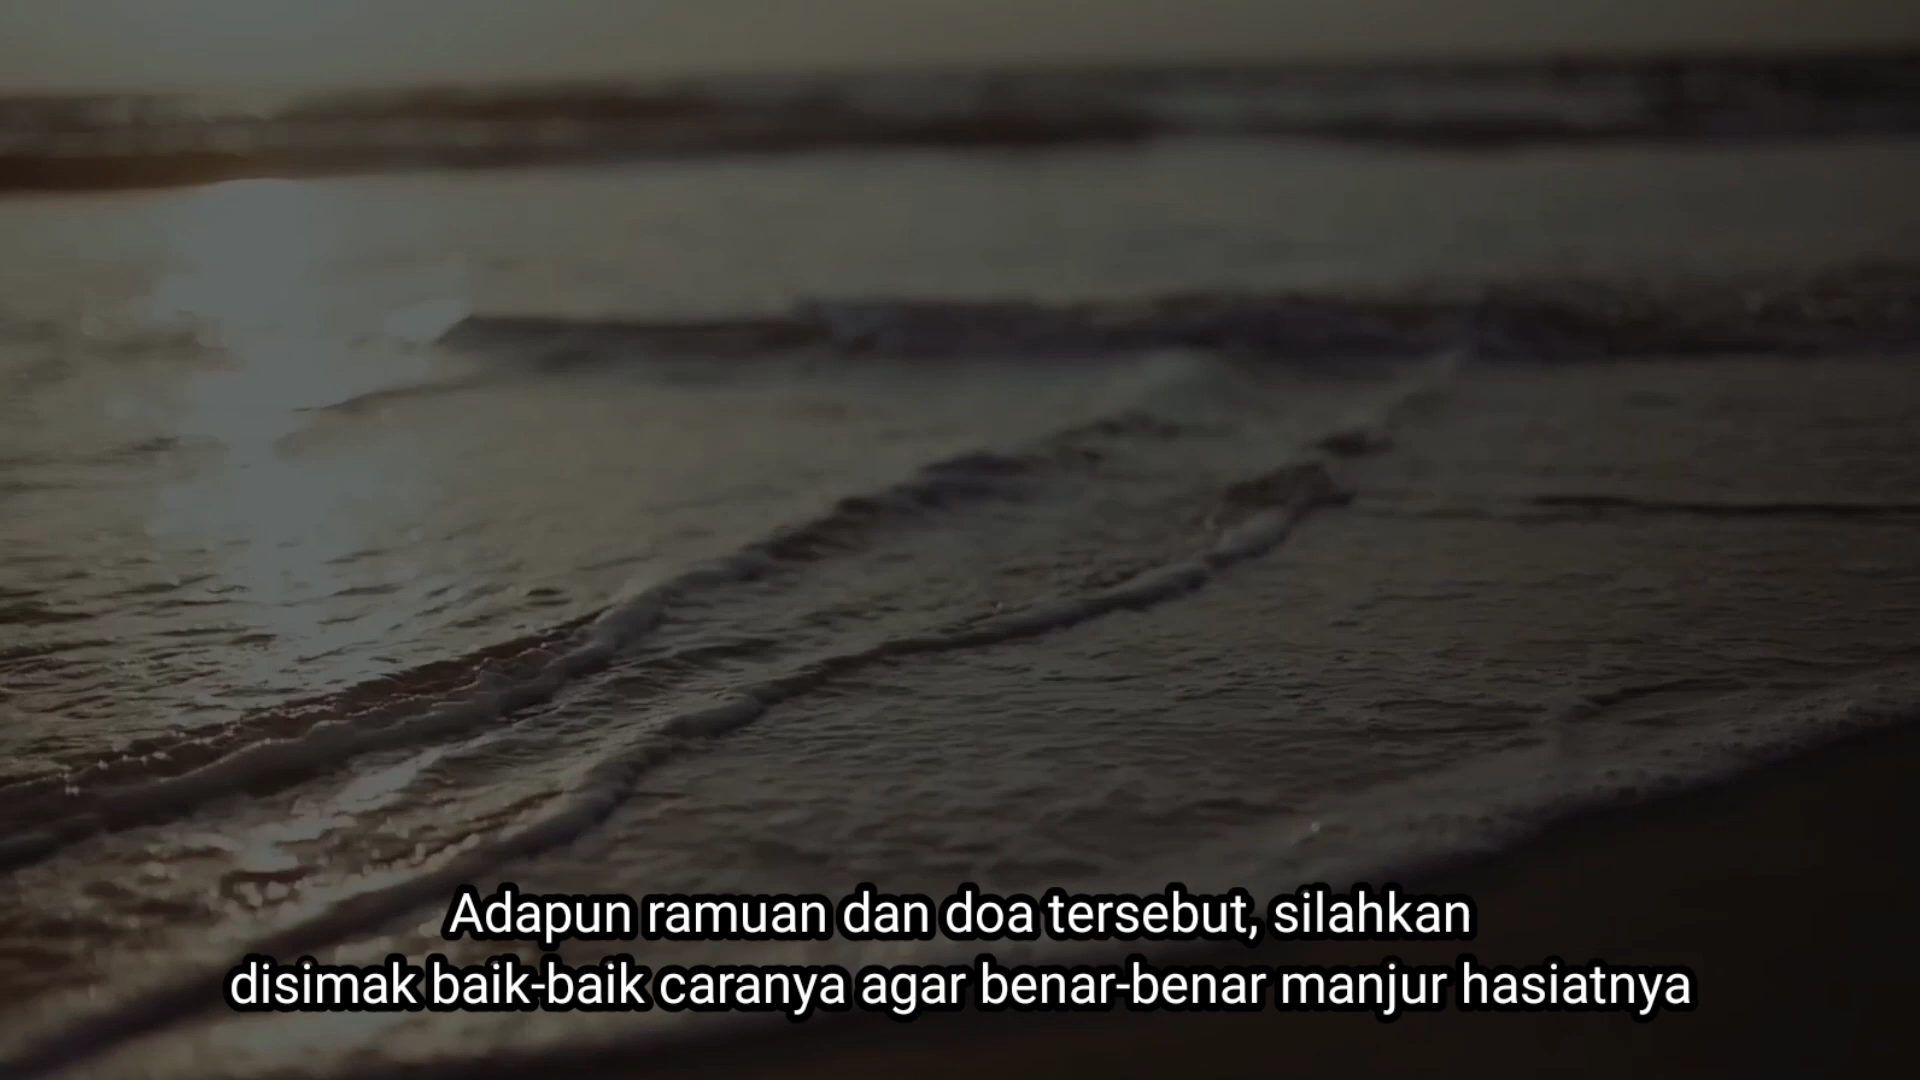 Adapun ramuan dan doa tersebut, silahkan
disimak baik-baik caranya agar benar-benar manjur hasiatnya